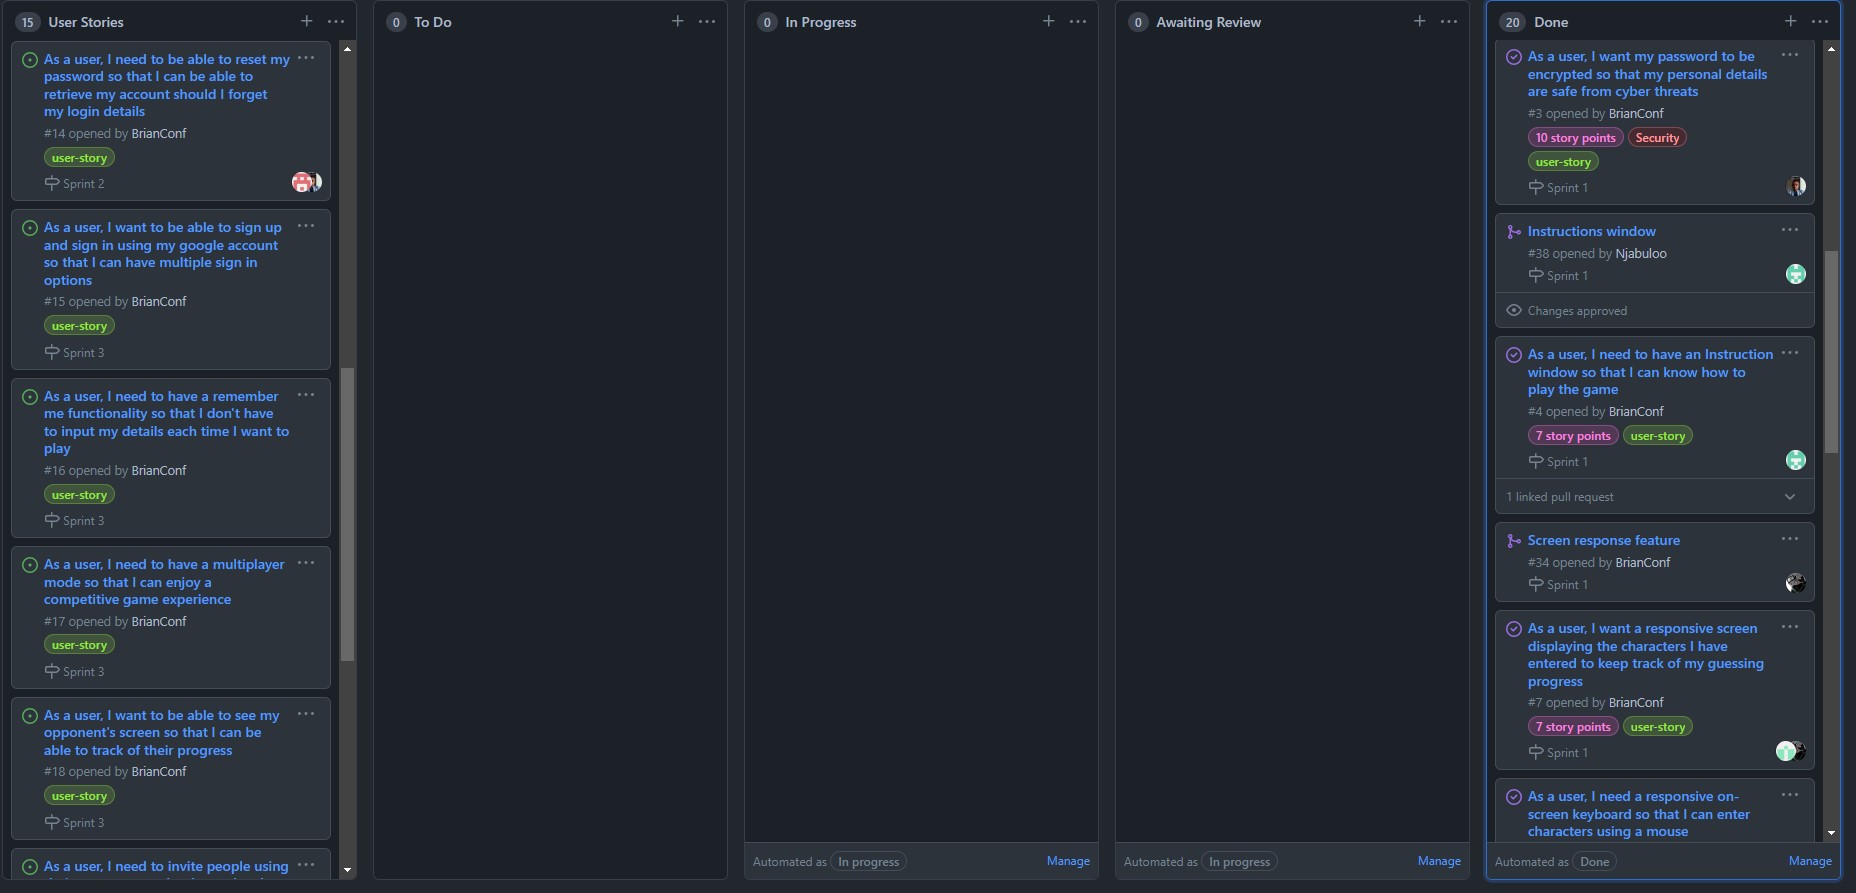 15 User Stories
As a user, I need to be able to reset my
password so that I can be able to
retrieve my account should I forget
my login details
#14 opened by BrianConf
user-story
Sprint 2
As a user, I want to be able to sign up
and sign in using my google account
so that I can have multiple sign in
options
#15 opened by BrianConf
user-story
Sprint 3
As a user, I need to have a remember
me functionality so that I don't have
to input my details each time I want to
play
#16 opened by BrianConf
user-story
Sprint 3
As a user, I need to have a multiplayer
mode so that I can enjoy a
competitive game experience
#17 opened by BrianConf
user-story
Sprint 3
As a user, I want to be able to see my
opponent's screen so that I can be
able to track of their progress
#18 opened by BrianConf
user-story
Sprint 3
As a user, I need to invite people using
0 To Do
0 In Progress
Automated as In progress Manage
0 Awaiting Review
Automated as In progress Manage
20 Done
As a user, I want my password to be
encrypted so that my personal details
are safe from cyber threats
#3 opened by BrianConf
10 story points Security
user-story
Sprint 1
Instructions window
#38 opened by Njabuloo
Sprint 1
Changes approved
As a user, I need to have an Instruction
window so that I can know how to
play the game
#4 opened by BrianConf
7 story points user-story
Sprint 1
1 linked pull request
Screen response feature
#34 opened by BrianConf
Sprint 1
As a user, I want a responsive screen
displaying the characters I have
entered to keep track of my guessing
progress
#7 opened by BrianConf
7 story points user-story
Sprint 1
As a user, I need a responsive on-
screen keyboard so that I can enter
characters using a mouse
Automated as Done Manage